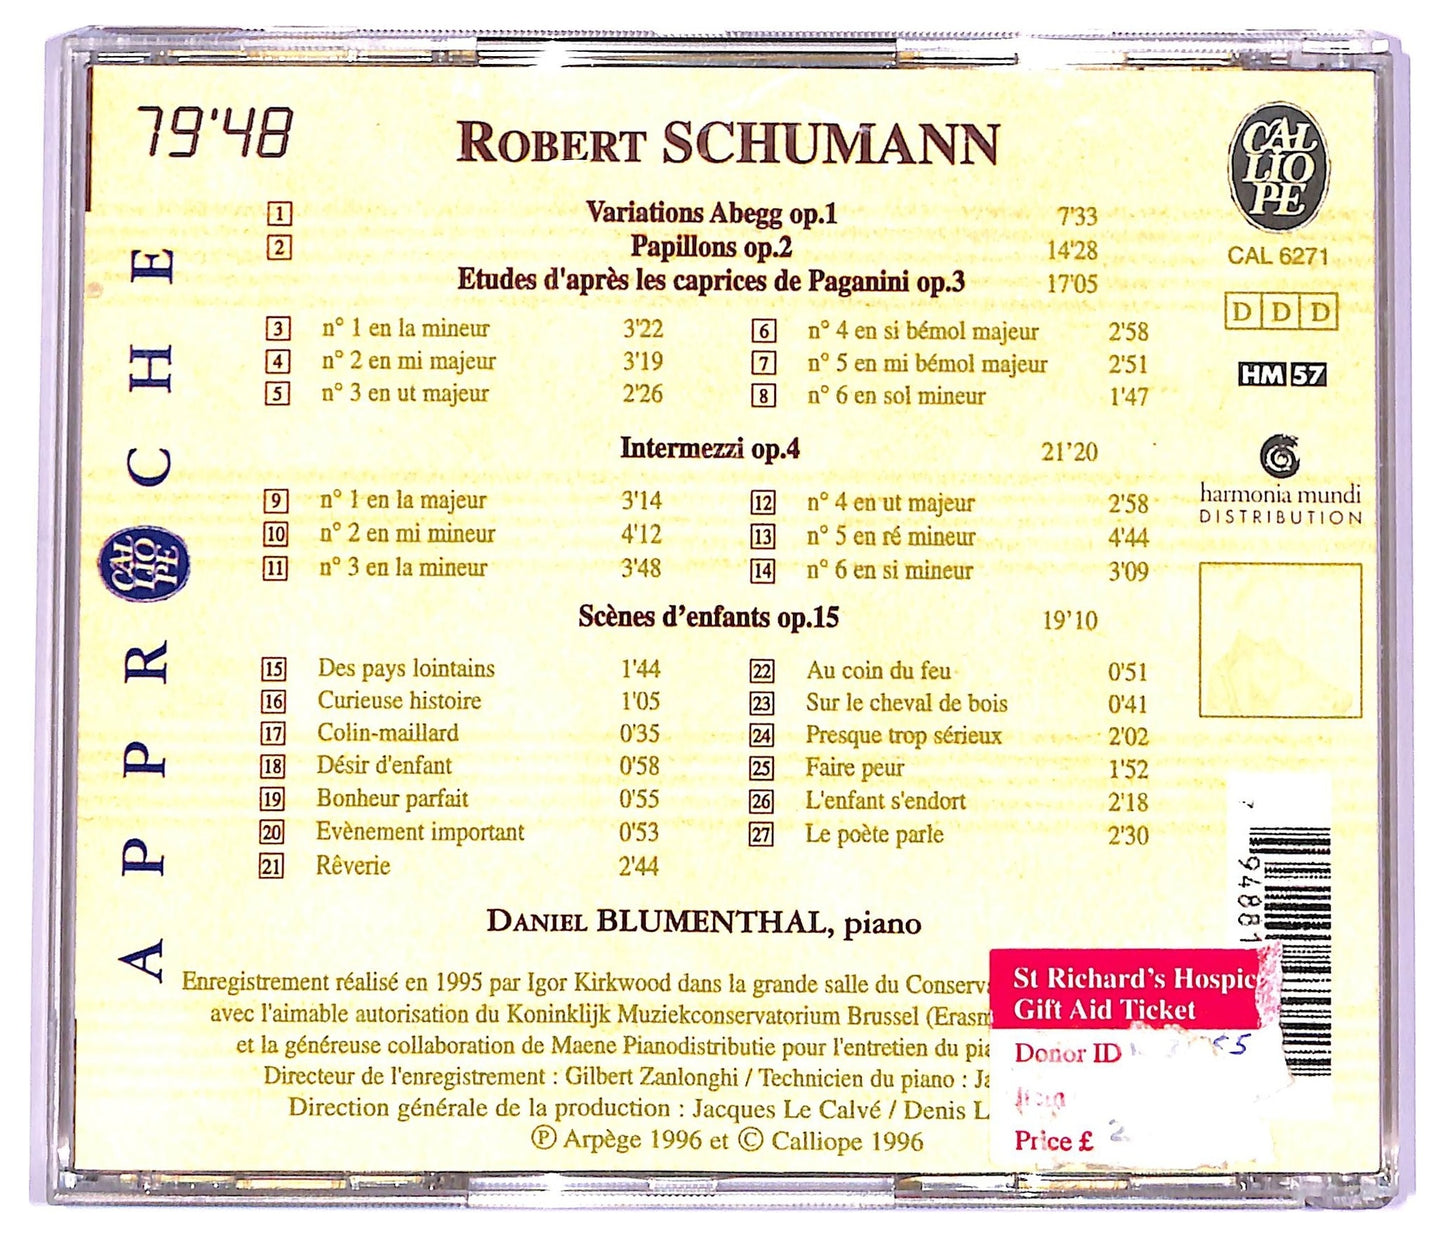 79'48
ROBERT SCHUMANN
1 Variations Abegg op.1 7'33
2 Papillons op.2 14'28
Etudes d'après les caprices de Paganini op.3 17'05
3 n° 1 en la mineur 3'22 6 n° 4 en si bémol majeur 2'58
4 n° 2 en mi majeur 3'19 7 n° 5 en mi bémol majeur 2'51
5 n° 3 en ut majeur 2'26 8 n° 6 en sol mineur 1'47
Intermezzi op.4 21'20
9 n° 1 en la majeur 3'14 12 n° 4 en ut majeur 2'58
10 n° 2 en mi mineur 4'12 13 n° 5 en ré mineur 4'44
11 n° 3 en la mineur 3'48 14 n° 6 en si mineur 3'09
Scènes d'enfants op.15 19'10
15 Des pays lointains 1'44 22 Au coin du feu 0'51
16 Curieuse histoire 1'05 23 Sur le cheval de bois 0'41
17 Colin-maillard 0'35 24 Presque trop sérieux 2'02
18 Désir d'enfant 0'58 25 Faire peur 1'52
19 Bonheur parfait 0'55 26 L'enfant s'endort 2'18
20 Evènement important 0'53 27 Le poète parle 2'30
21 Rêverie 2'44
DANIEL BLUMENTHAL, piano
Enregistrement réalisé en 1995 par Igor Kirkwood dans la grande salle du Conserv
avec l'aimable autorisation du Koninklijk Muziekconservatorium Brussel (Erasm
et la généreuse collaboration de Maene Pianodistributie pour l'entretien du pia
Directeur de l'enregistrement : Gilbert Zanlonghi / Technicien du piano : Ja
Direction générale de la production : Jacques Le Calvé / Denis L
Ⓟ Arpège 1996 et © Calliope 1996
APPR CALLIOPE CHE
CAL
LIO
PE
CAL 6271
D D D
HM 57
harmonia mundi
DISTRIBUTION
7 94881
St Richard's Hospic
Gift Aid Ticket
Donor ID
Price £ 2